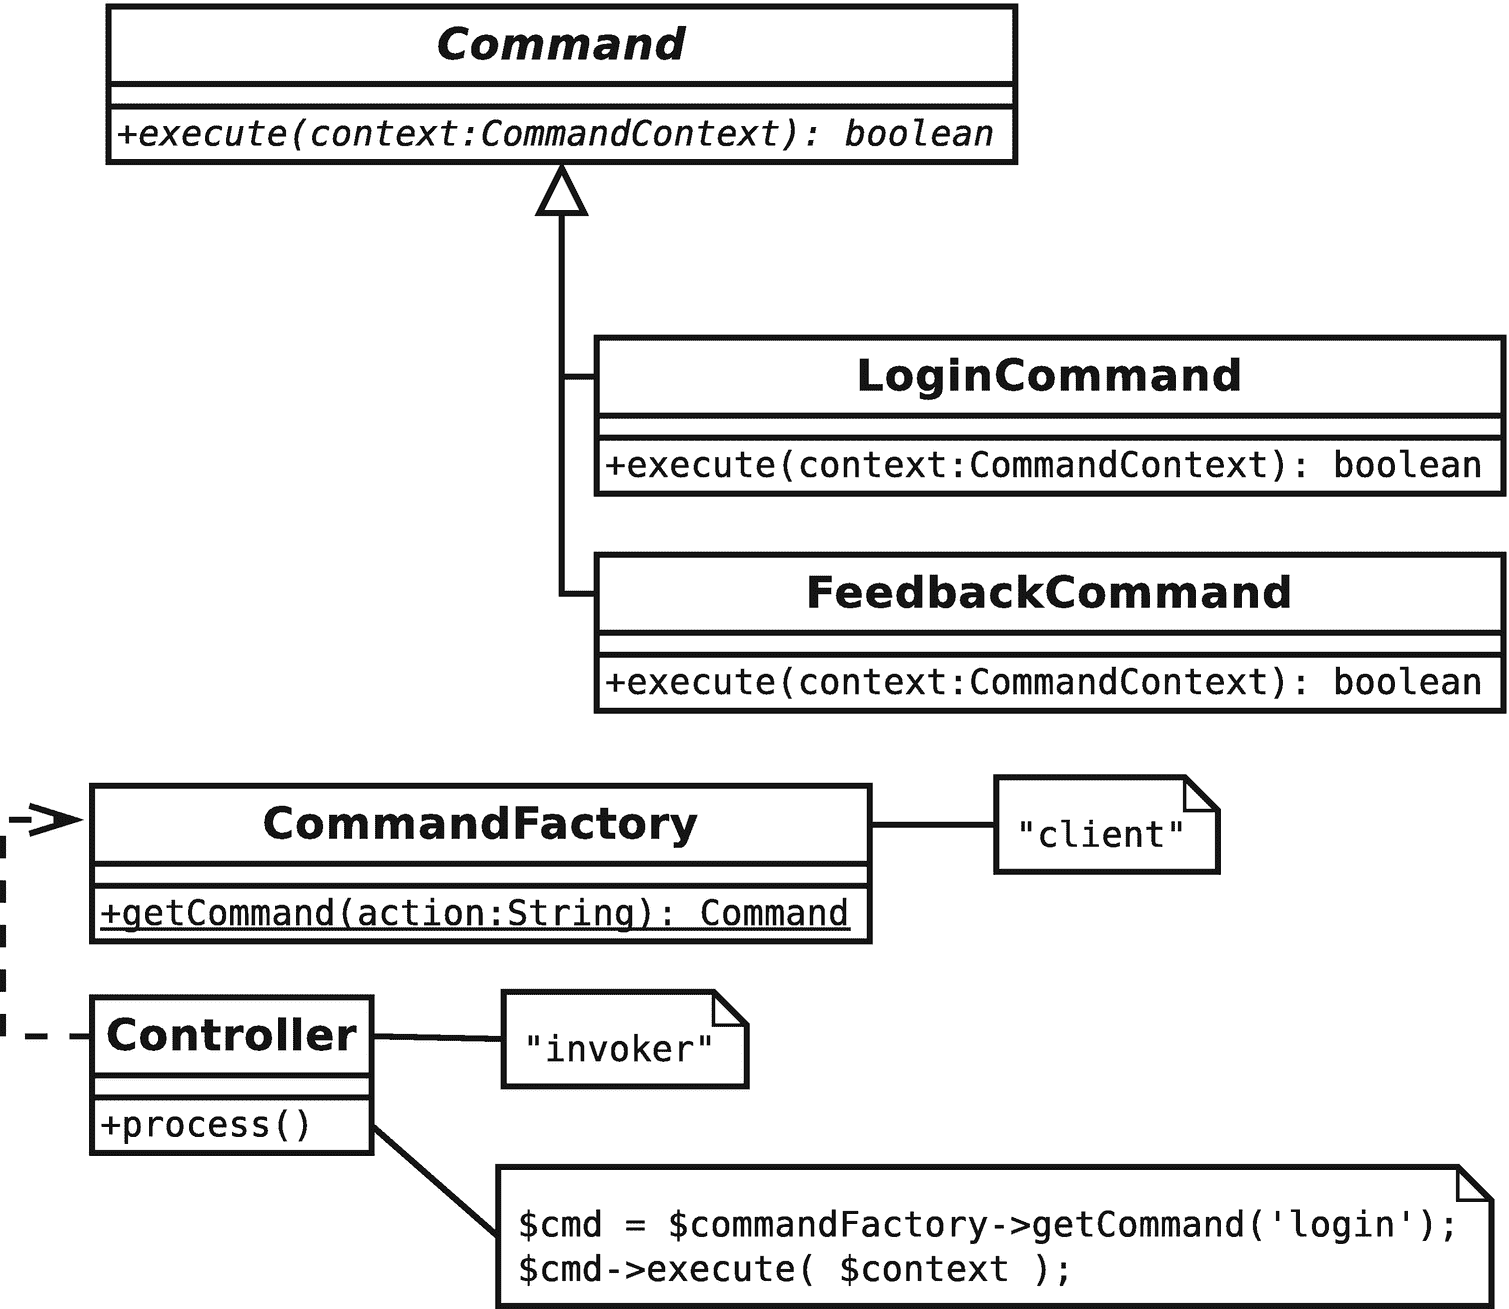 Command
+execute(context:CommandContext): boolean
LoginCommand
+execute(context:CommandContext): boolean
FeedbackCommand
+execute(context:CommandContext): boolean
CommandFactory
+getCommand(action:String): Command
"client"
Controller
+process()
"invoker"
$cmd = $commandFactory->getCommand('login');
$cmd->execute( $context );